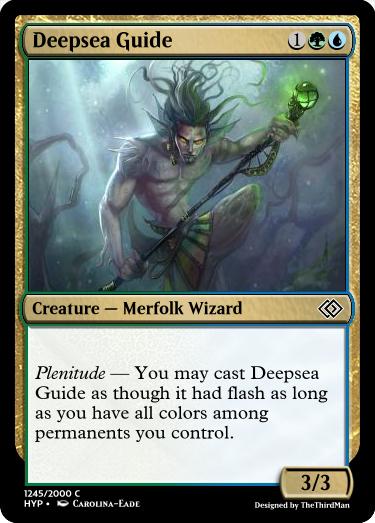 Deepsea Guide 1
Creature — Merfolk Wizard
Plenitude — You may cast Deepsea
Guide as though it had flash as long
as you have all colors among
permanents you control.
3/3
1245/2000 C
HYP • Carolina-Eade
Designed by TheThirdMan